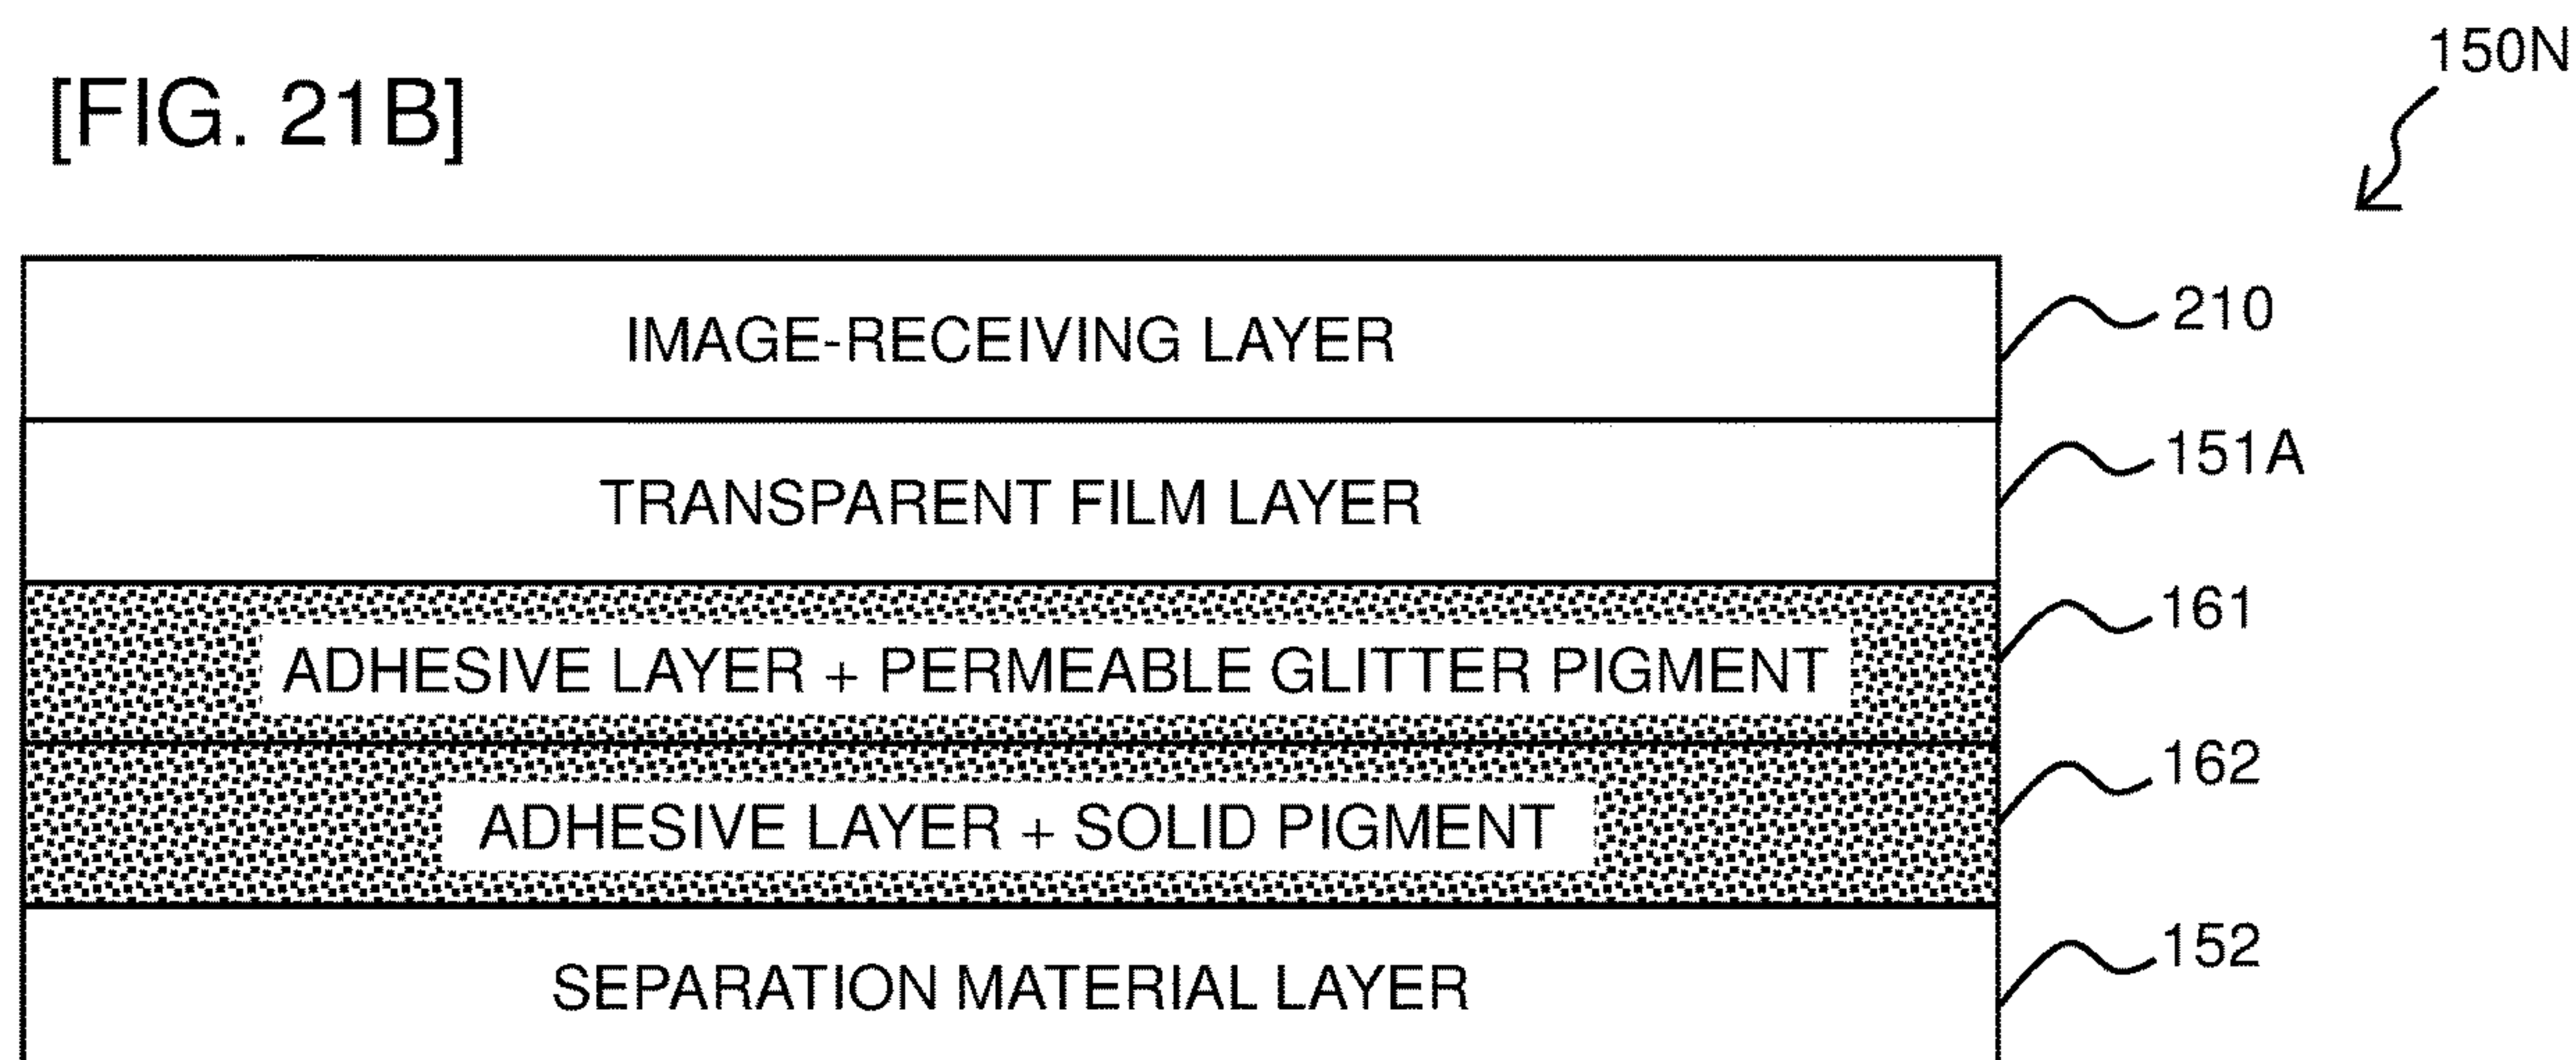 150N
[FIG. 21B]
IMAGE-RECEIVING LAYER
210
TRANSPARENT FILM LAYER
151A
ADHESIVE LAYER + PERMEABLE GLITTER PIGMENT
161
ADHESIVE LAYER + SOLID PIGMENT
162
SEPARATION MATERIAL LAYER
152